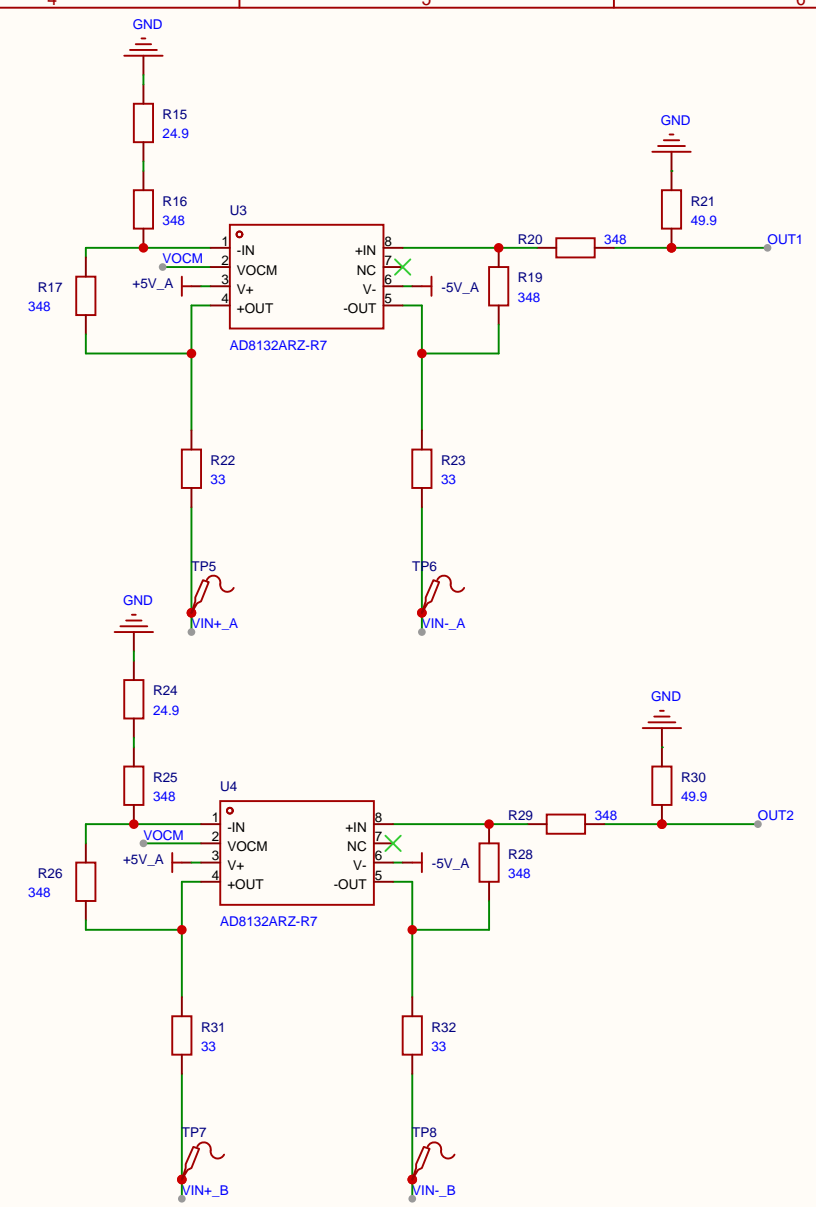 4 5 6
GND
R15
24.9
GND
R16
348
R21
49.9
U3
OUT1
R20 348
1 -IN
+IN 8
VOCM
2 VOCM
NC 7
R17
348
+5V_A
3 V+
V- 6
-5V_A
R19
348
4 +OUT
-OUT 5
AD8132ARZ-R7
R22
33
R23
33
TP5
TP6
GND
VIN+_A
VIN-_A
R24
24.9
GND
R25
348
R30
49.9
U4
OUT2
R29 348
1 -IN
+IN 8
VOCM
2 VOCM
NC 7
R26
348
+5V_A
3 V+
V- 6
-5V_A
R28
348
4 +OUT
-OUT 5
AD8132ARZ-R7
R31
33
R32
33
TP7
TP8
VIN+_B
VIN-_B